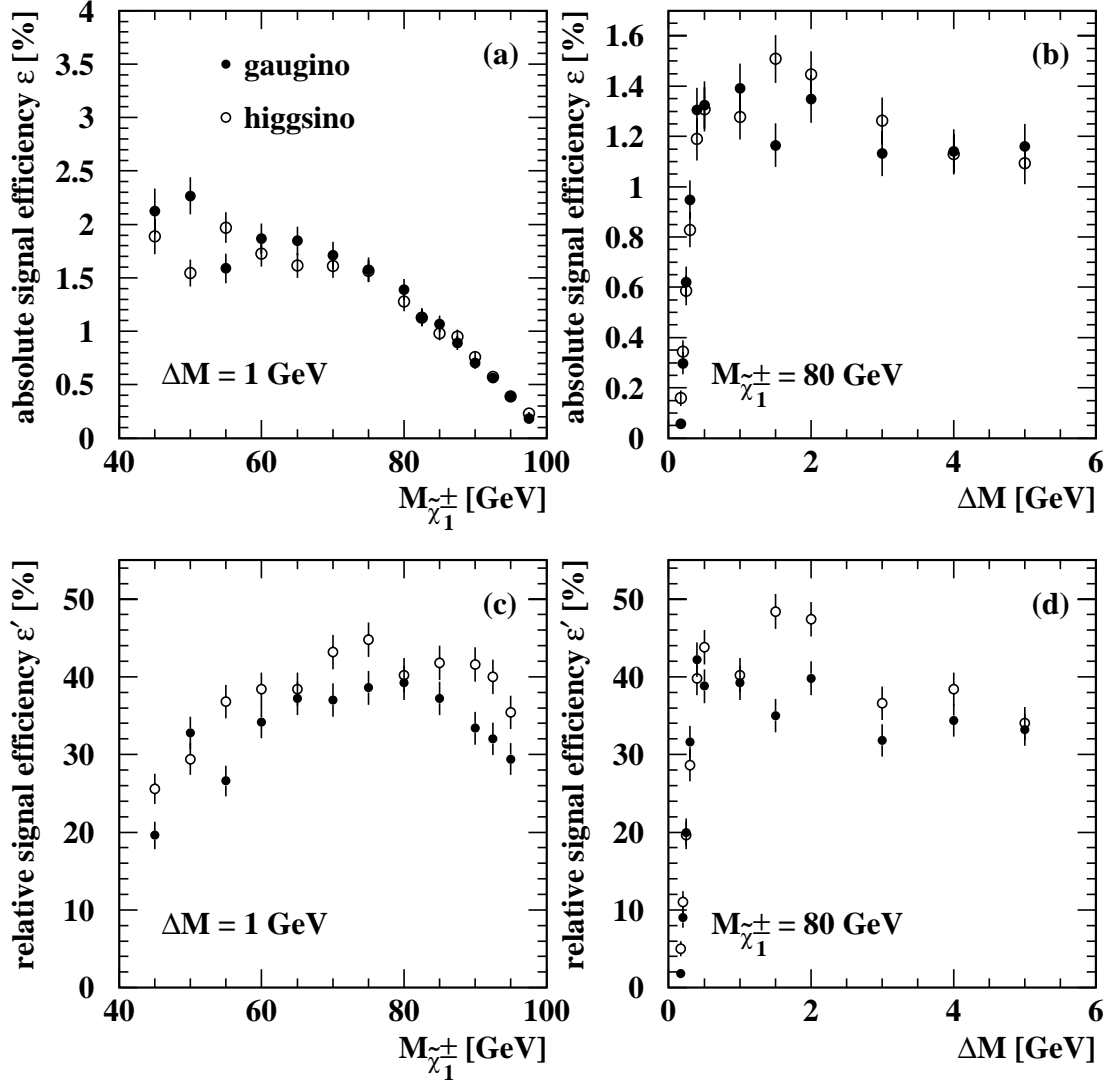 absolute signal efficiency ε [%]
4
3.5
3
2.5
2
1.5
1
0.5
0
(a)
gaugino
higgsino
ΔM = 1 GeV
40 60 80 100
M_χ̃₁± [GeV]
absolute signal efficiency ε [%]
1.6
1.4
1.2
1
0.8
0.6
0.4
0.2
0
(b)
M_χ̃₁± = 80 GeV
0 2 4 6
ΔM [GeV]
relative signal efficiency ε′ [%]
50
40
30
20
10
0
(c)
ΔM = 1 GeV
40 60 80 100
M_χ̃₁± [GeV]
relative signal efficiency ε′ [%]
50
40
30
20
10
0
(d)
M_χ̃₁± = 80 GeV
0 2 4 6
ΔM [GeV]